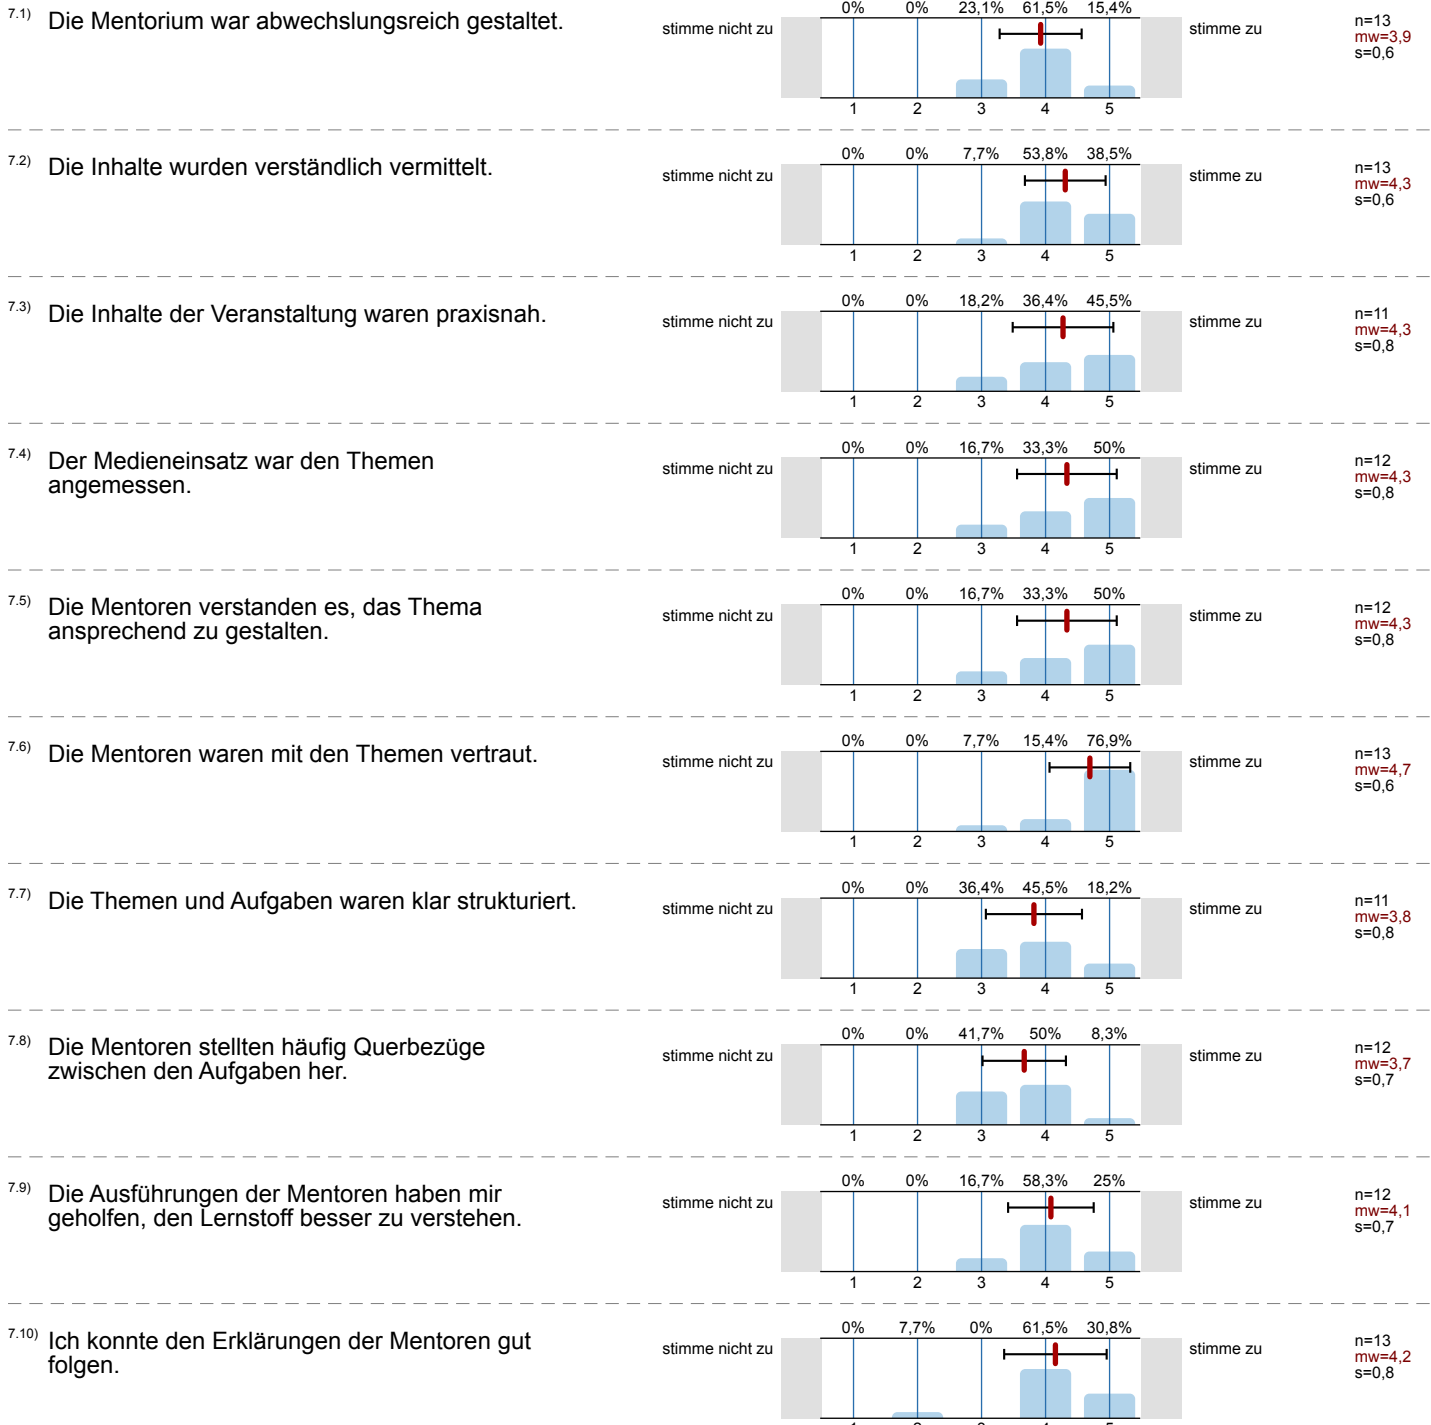 7.1) Die Mentorium war abwechslungsreich gestaltet.
0% 0% 23,1% 61,5% 15,4%
stimme nicht zu
stimme zu
n=13
mw=3,9
s=0,6
1 2 3 4 5
7.2) Die Inhalte wurden verständlich vermittelt.
0% 0% 7,7% 53,8% 38,5%
stimme nicht zu
stimme zu
n=13
mw=4,3
s=0,6
1 2 3 4 5
7.3) Die Inhalte der Veranstaltung waren praxisnah.
0% 0% 18,2% 36,4% 45,5%
stimme nicht zu
stimme zu
n=11
mw=4,3
s=0,8
1 2 3 4 5
7.4) Der Medieneinsatz war den Themen
angemessen.
0% 0% 16,7% 33,3% 50%
stimme nicht zu
stimme zu
n=12
mw=4,3
s=0,8
1 2 3 4 5
7.5) Die Mentoren verstanden es, das Thema
ansprechend zu gestalten.
0% 0% 16,7% 33,3% 50%
stimme nicht zu
stimme zu
n=12
mw=4,3
s=0,8
1 2 3 4 5
7.6) Die Mentoren waren mit den Themen vertraut.
0% 0% 7,7% 15,4% 76,9%
stimme nicht zu
stimme zu
n=13
mw=4,7
s=0,6
1 2 3 4 5
7.7) Die Themen und Aufgaben waren klar strukturiert.
0% 0% 36,4% 45,5% 18,2%
stimme nicht zu
stimme zu
n=11
mw=3,8
s=0,8
1 2 3 4 5
7.8) Die Mentoren stellten häufig Querbezüge
zwischen den Aufgaben her.
0% 0% 41,7% 50% 8,3%
stimme nicht zu
stimme zu
n=12
mw=3,7
s=0,7
1 2 3 4 5
7.9) Die Ausführungen der Mentoren haben mir
geholfen, den Lernstoff besser zu verstehen.
0% 0% 16,7% 58,3% 25%
stimme nicht zu
stimme zu
n=12
mw=4,1
s=0,7
1 2 3 4 5
7.10) Ich konnte den Erklärungen der Mentoren gut
folgen.
0% 7,7% 0% 61,5% 30,8%
stimme nicht zu
stimme zu
n=13
mw=4,2
s=0,8